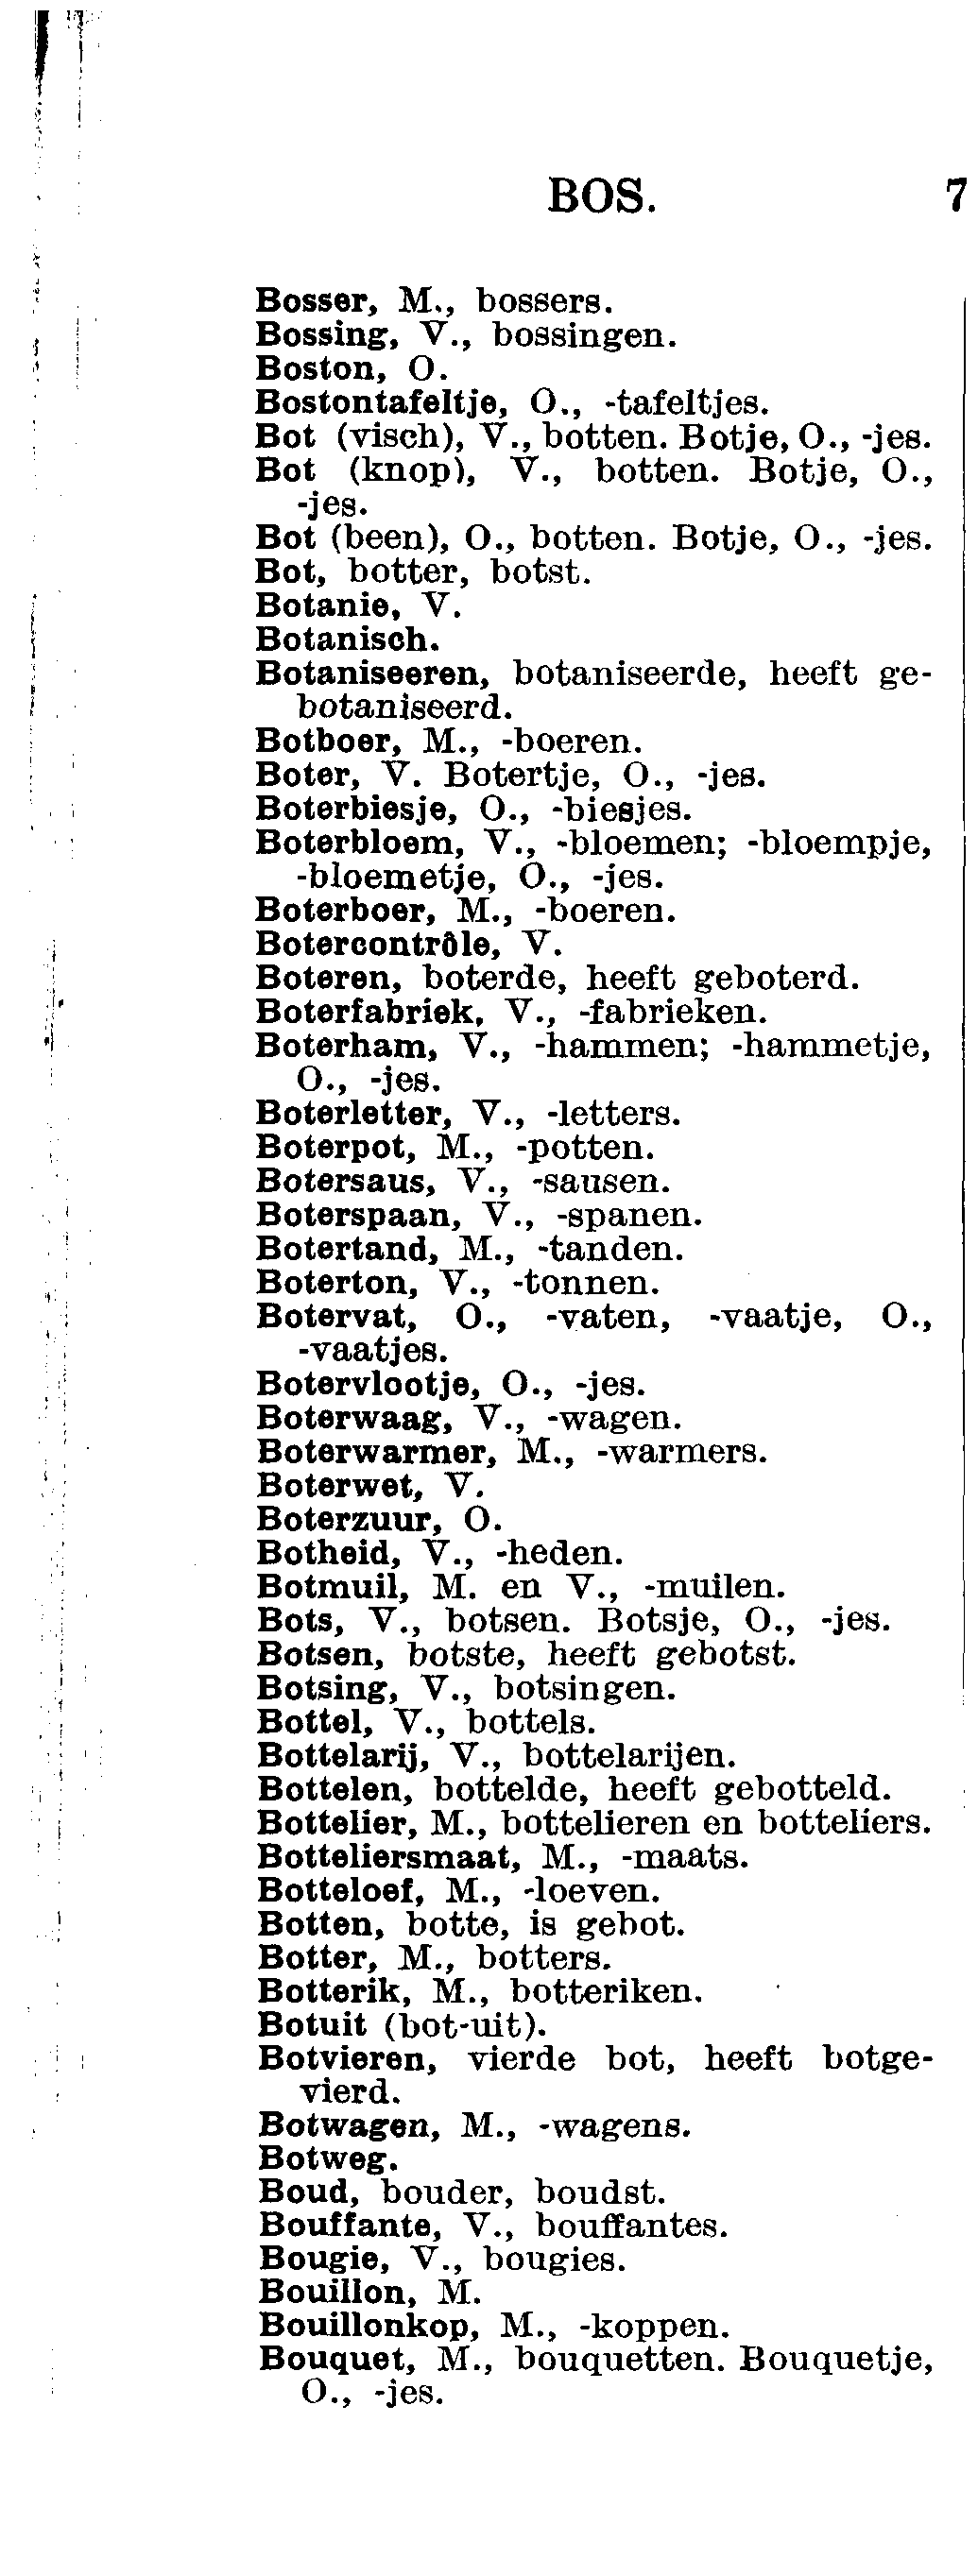 BOS. 7
Bosser, M., bossers.
Bossing, V., bossingen.
Boston, O.
Bostontafeltje, O., -tafeltjes.
Bot (visch), V., botten. Botje, O., -jes.
Bot (knop), V., botten. Botje, O.,
-jes.
Bot (been), O., botten. Botje, O., -jes.
Bot, botter, botst.
Botanie, V.
Botanisch.
Botaniseeren, botaniseerde, heeft ge-
botaniseerd.
Botboer, M., -boeren.
Boter, V. Botertje, O., -jes.
Boterbiesje, O., -biesjes.
Boterbloem, V., -bloemen; -bloempje,
-bloemetje, O., -jes.
Boterboer, M., -boeren.
Botercontrôle, V.
Boteren, boterde, heeft geboterd.
Boterfabriek, V., -fabrieken.
Boterham, V., -hammen; -hammetje,
O., -jes.
Boterletter, V., -letters.
Boterpot, M., -potten.
Botersaus, V., -sausen.
Boterspaan, V., -spanen.
Botertand, M., -tanden.
Boterton, V., -tonnen.
Botervat, O., -vaten, -vaatje, O.,
-vaatjes.
Botervlootje, O., -jes.
Boterwaag, V., -wagen.
Boterwarmer, M., -warmers.
Boterwet, V.
Boterzuur, O.
Botheid, V., -heden.
Botmuil, M. en V., -muilen.
Bots, V., botsen. Botsje, O., -jes.
Botsen, botste, heeft gebotst.
Botsing, V., botsingen.
Bottel, V., bottels.
Bottelarij, V., bottelarijen.
Bottelen, bottelde, heeft gebotteld.
Bottelier, M., bottelieren en botteliers.
Botteliersmaat, M., -maats.
Botteloef, M., -loeven.
Botten, botte, is gebot.
Botter, M., botters.
Botterik, M., botteriken.
Botuit (bot-uit).
Botvieren, vierde bot, heeft botge-
vierd.
Botwagen, M., -wagens.
Botweg.
Boud, bouder, boudst.
Bouffante, V., bouffantes.
Bougie, V., bougies.
Bouillon, M.
Bouillonkop, M., -koppen.
Bouquet, M., bouquetten. Bouquetje,
O., -jes.